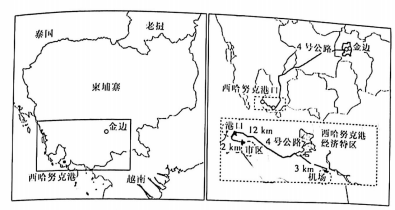 泰国
老挝
柬埔寨
金边
西哈努克港
越南
4号公路
金边
西哈努克港口
港口
12 km
4号公路
2 km
市区
西哈努克港
经济特区
3 km
机场